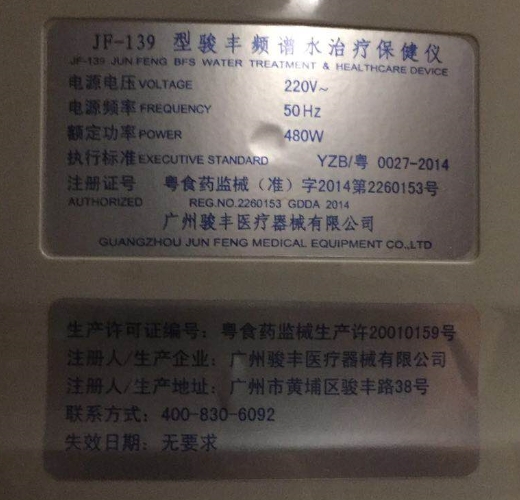 JF-139 型骏丰频谱水治疗保健仪
JF-139 JUN FENG BFS WATER TREATMENT & HEALTHCARE DEVICE
电源电压 VOLTAGE 220V~
电源频率 FREQUENCY 50Hz
额定功率 POWER 480W
执行标准 EXECUTIVE STANDARD YZB/粤 0027-2014
注册证号 粤食药监械（准）字2014第2260153号
AUTHORIZED REG.NO.2260153 GDDA 2014
广州骏丰医疗器械有限公司
GUANGZHOU JUN FENG MEDICAL EQUIPMENT CO.,LTD
生产许可证编号：粤食药监械生产许20010159号
注册人/生产企业：广州骏丰医疗器械有限公司
注册人/生产地址：广州市黄埔区骏丰路38号
联系方式：400-830-6092
失效日期：无要求